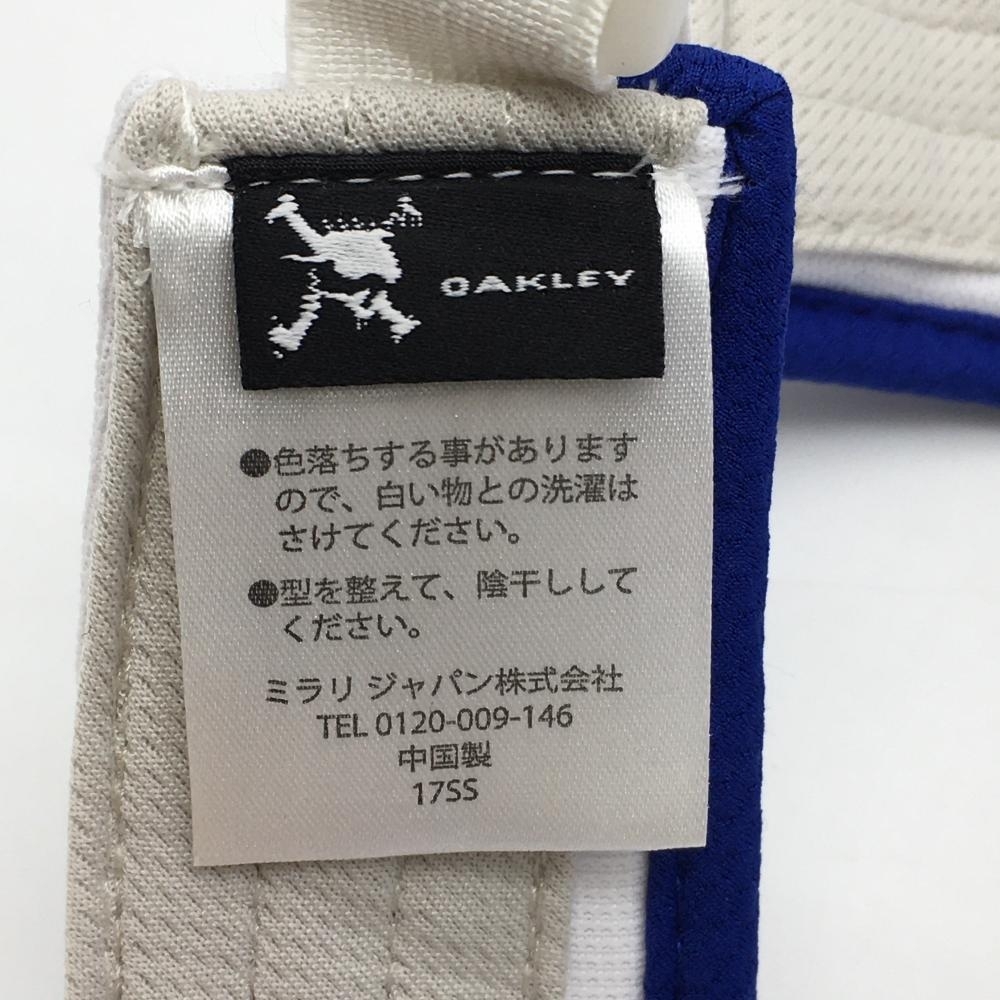 OAKLEY
●色落ちする事があります
ので、白い物との洗濯は
さけてください。
●型を整えて、陰干しして
ください。
ミラリ ジャパン株式会社
TEL 0120-009-146
中国製
17SS